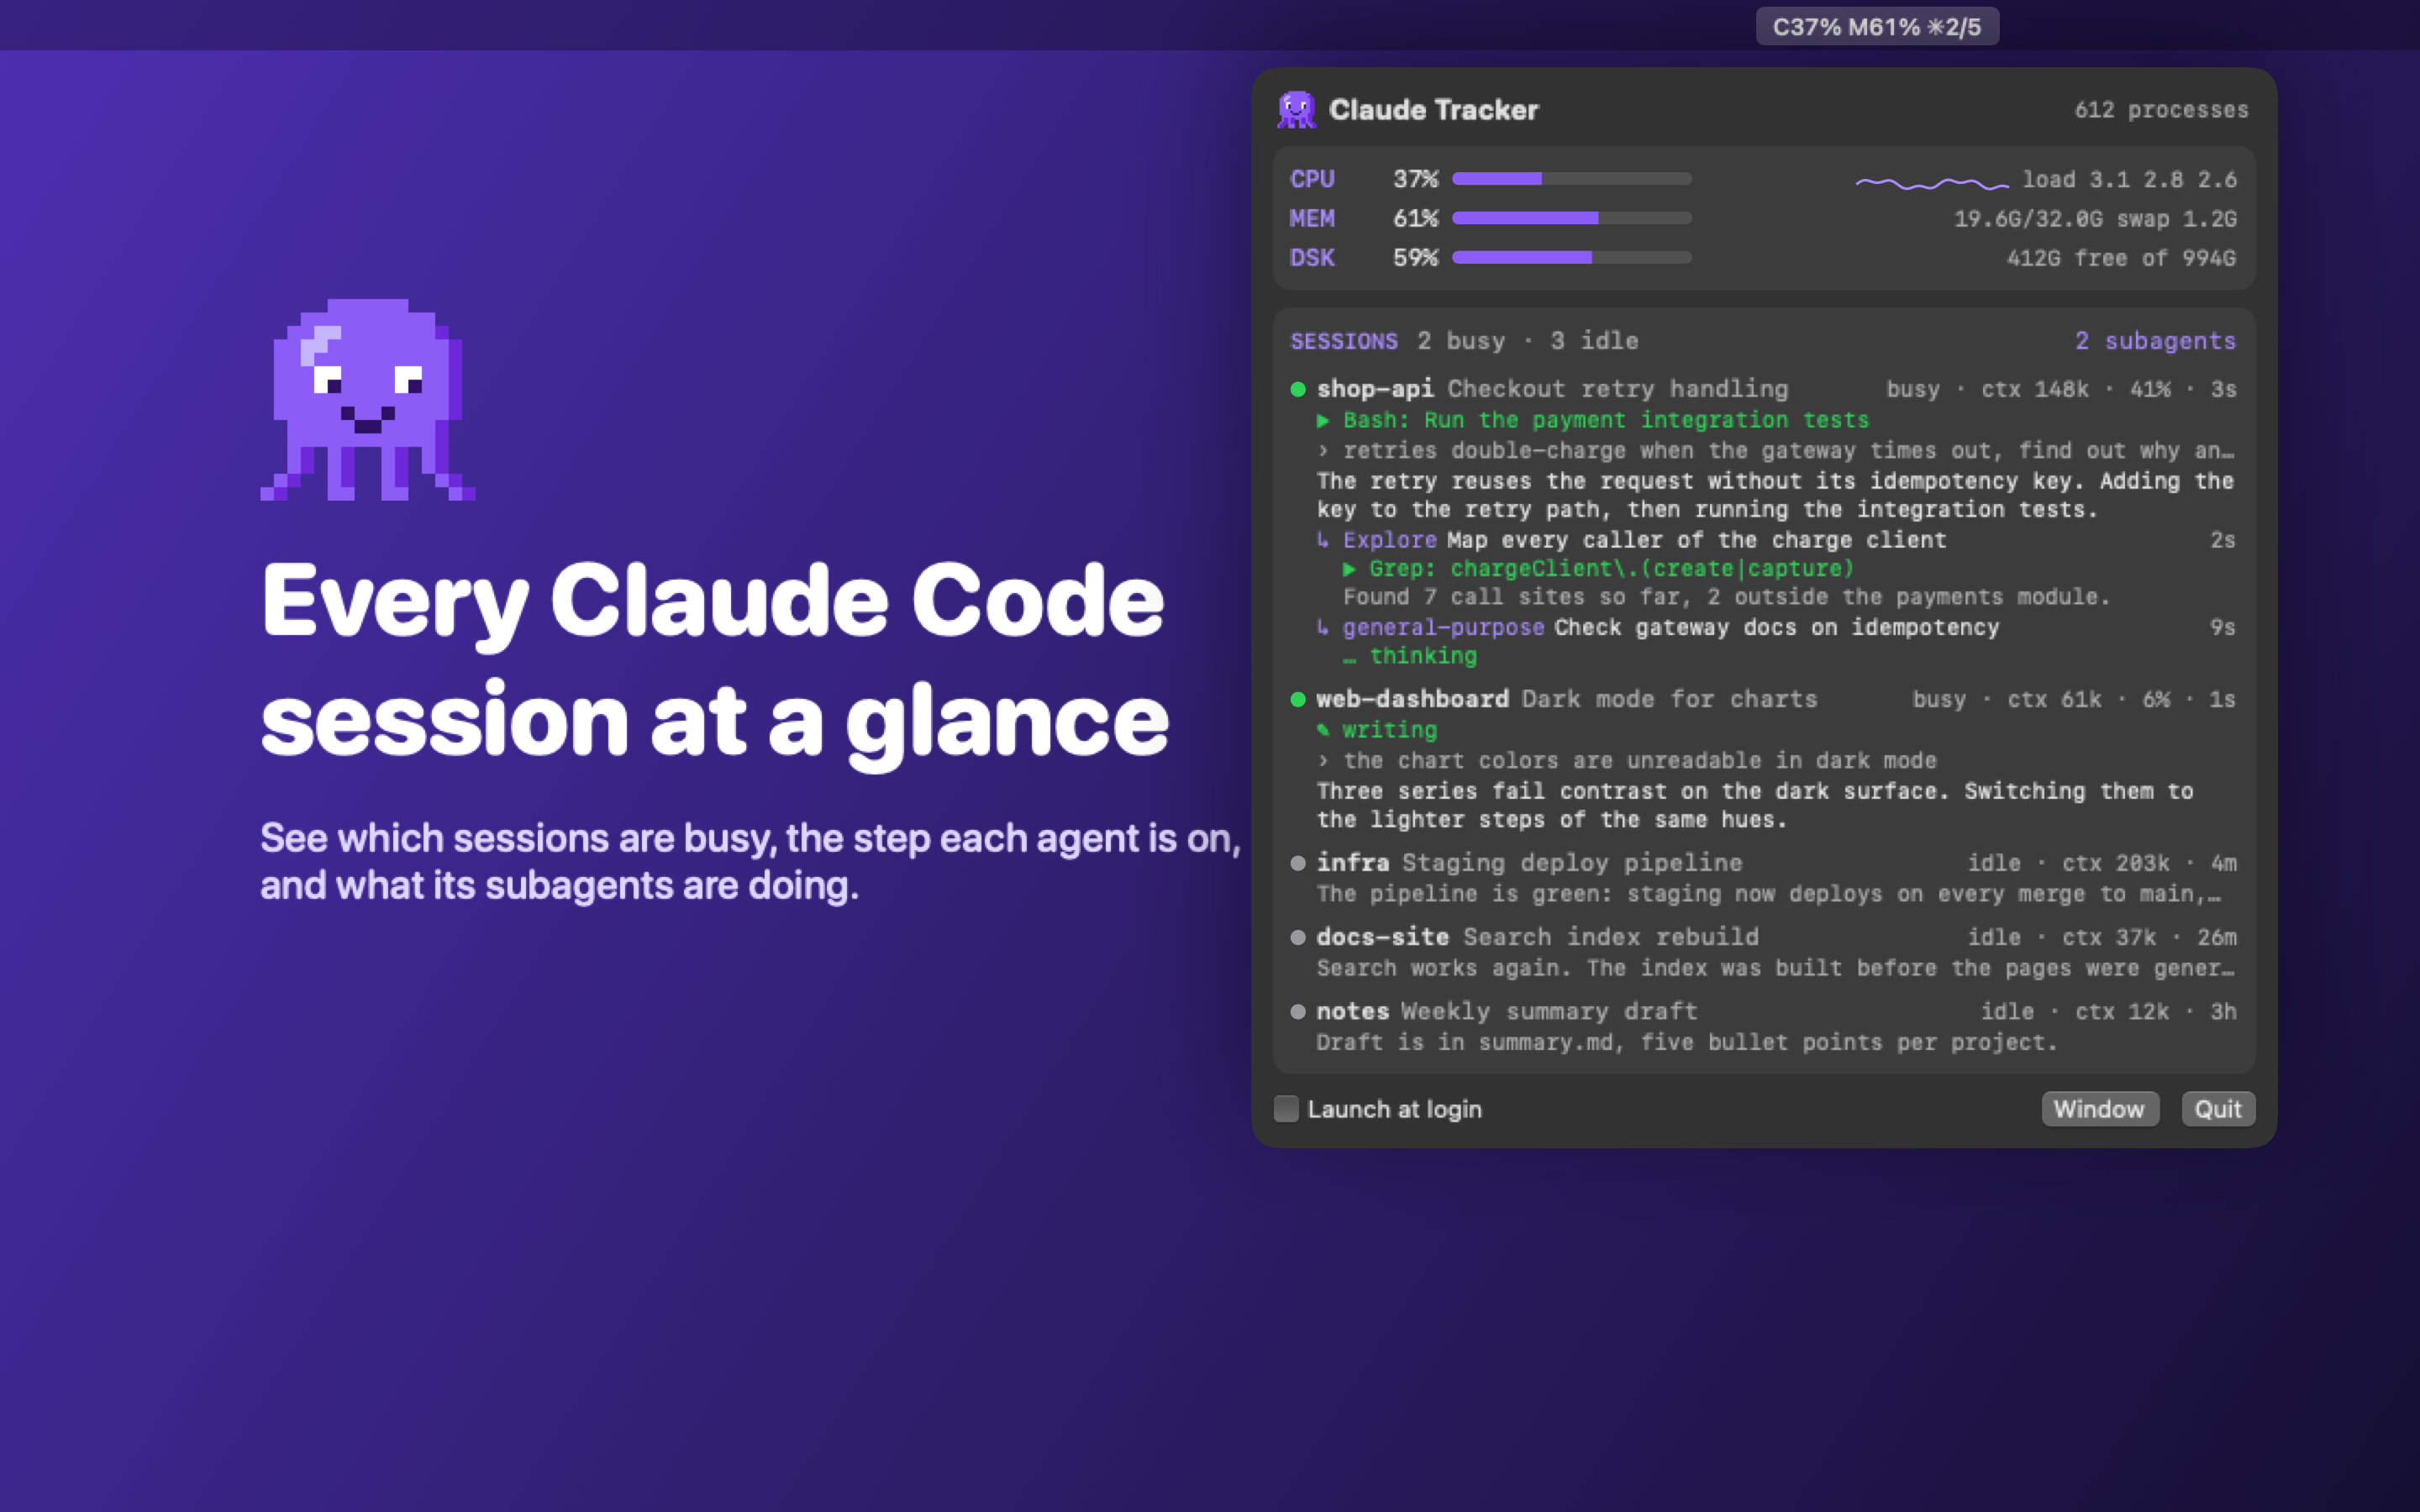 C37% M61% ✳2/5
Every Claude Code
session at a glance
See which sessions are busy, the step each agent is on,
and what its subagents are doing.
Claude Tracker 612 processes
CPU 37% load 3.1 2.8 2.6
MEM 61% 19.6G/32.0G swap 1.2G
DSK 59% 412G free of 994G
SESSIONS 2 busy · 3 idle 2 subagents
shop-api Checkout retry handling busy · ctx 148k · 41% · 3s
▶ Bash: Run the payment integration tests
› retries double-charge when the gateway times out, find out why an…
The retry reuses the request without its idempotency key. Adding the
key to the retry path, then running the integration tests.
↳ Explore Map every caller of the charge client 2s
▶ Grep: chargeClient\.(create|capture)
Found 7 call sites so far, 2 outside the payments module.
↳ general-purpose Check gateway docs on idempotency 9s
… thinking
web-dashboard Dark mode for charts busy · ctx 61k · 6% · 1s
✎ writing
› the chart colors are unreadable in dark mode
Three series fail contrast on the dark surface. Switching them to
the lighter steps of the same hues.
infra Staging deploy pipeline idle · ctx 203k · 4m
The pipeline is green: staging now deploys on every merge to main,…
docs-site Search index rebuild idle · ctx 37k · 26m
Search works again. The index was built before the pages were gener…
notes Weekly summary draft idle · ctx 12k · 3h
Draft is in summary.md, five bullet points per project.
Launch at login Window Quit